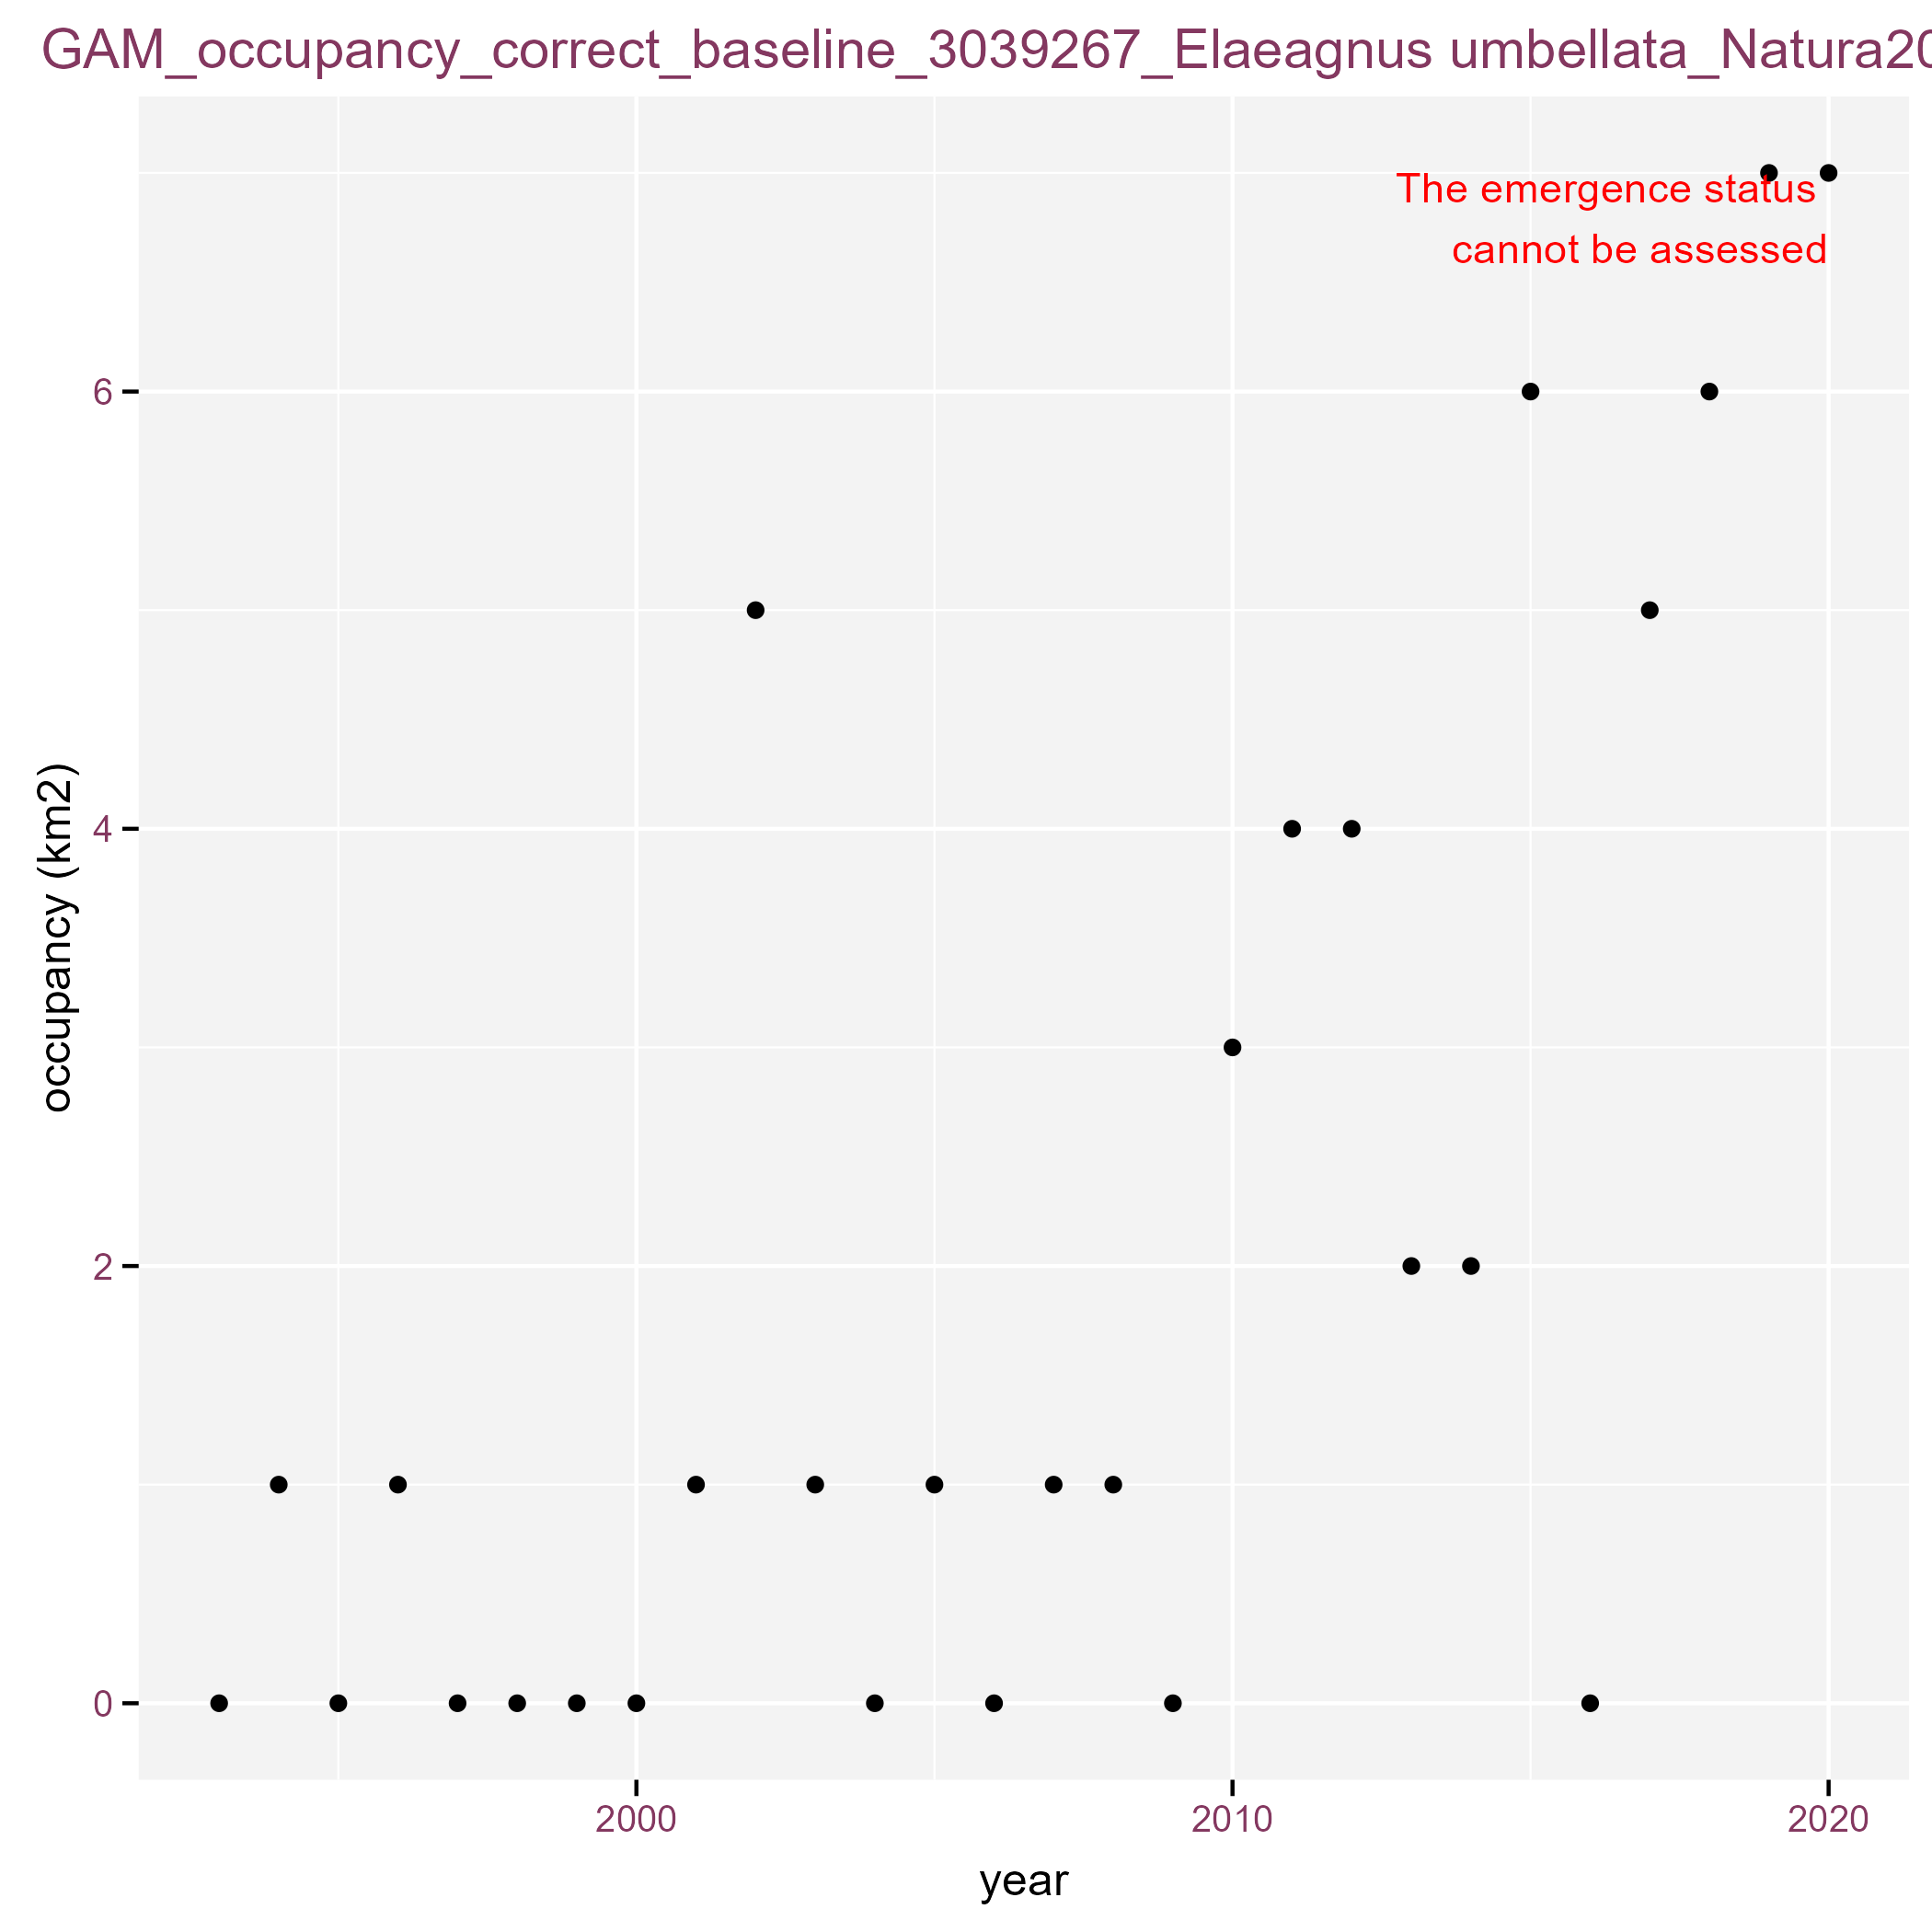 GAM_occupancy_correct_baseline_3039267_Elaeagnus umbellata_Natura20
The emergence status
cannot be assessed
6
4
2
0
occupancy (km2)
2000 2010 2020
year